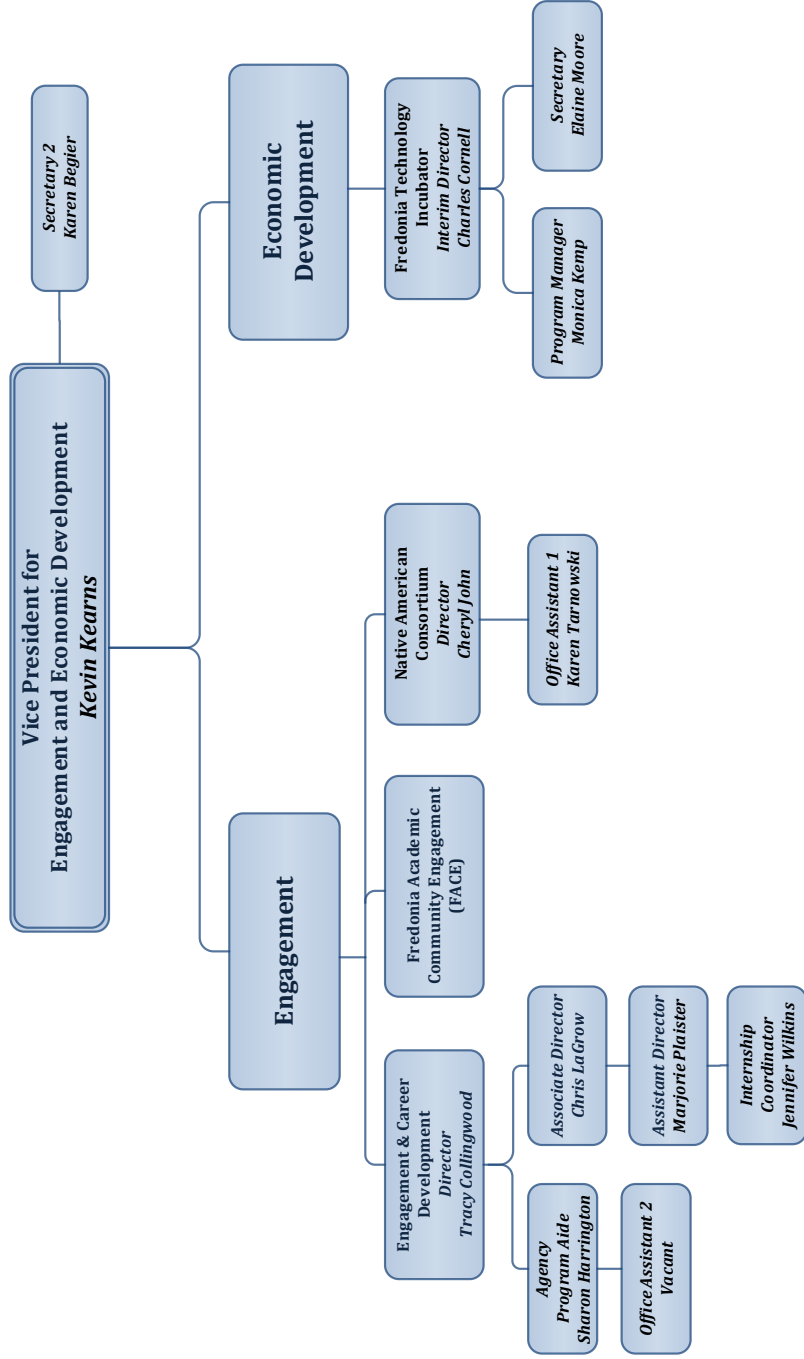 Vice President for
Engagement and Economic Development
Kevin Kearns
Secretary 2
Karen Begier
Engagement
Economic
Development
Engagement & Career
Development
Director
Tracy Collingwood
Fredonia Academic
Community Engagement
(FACE)
Native American
Consortium
Director
Cheryl John
Fredonia Technology
Incubator
Interim Director
Charles Cornell
Agency
Program Aide
Sharon Harrington
Associate Director
Chris LaGrow
Office Assistant 1
Karen Tarnowski
Program Manager
Monica Kemp
Secretary
Elaine Moore
Office Assistant 2
Vacant
Assistant Director
Marjorie Plaister
Internship
Coordinator
Jennifer Wilkins